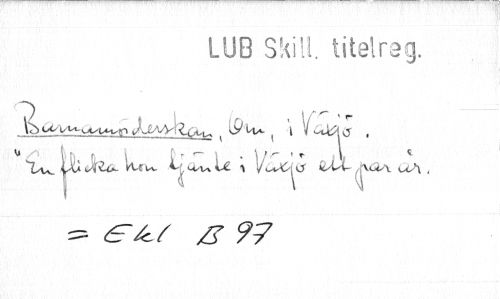 LUB Skill. titelreg.
Barnamörderskan, Om, i Växjö.
"En flicka hon tjänte i Växjö ett par år.
= Ekl B 97